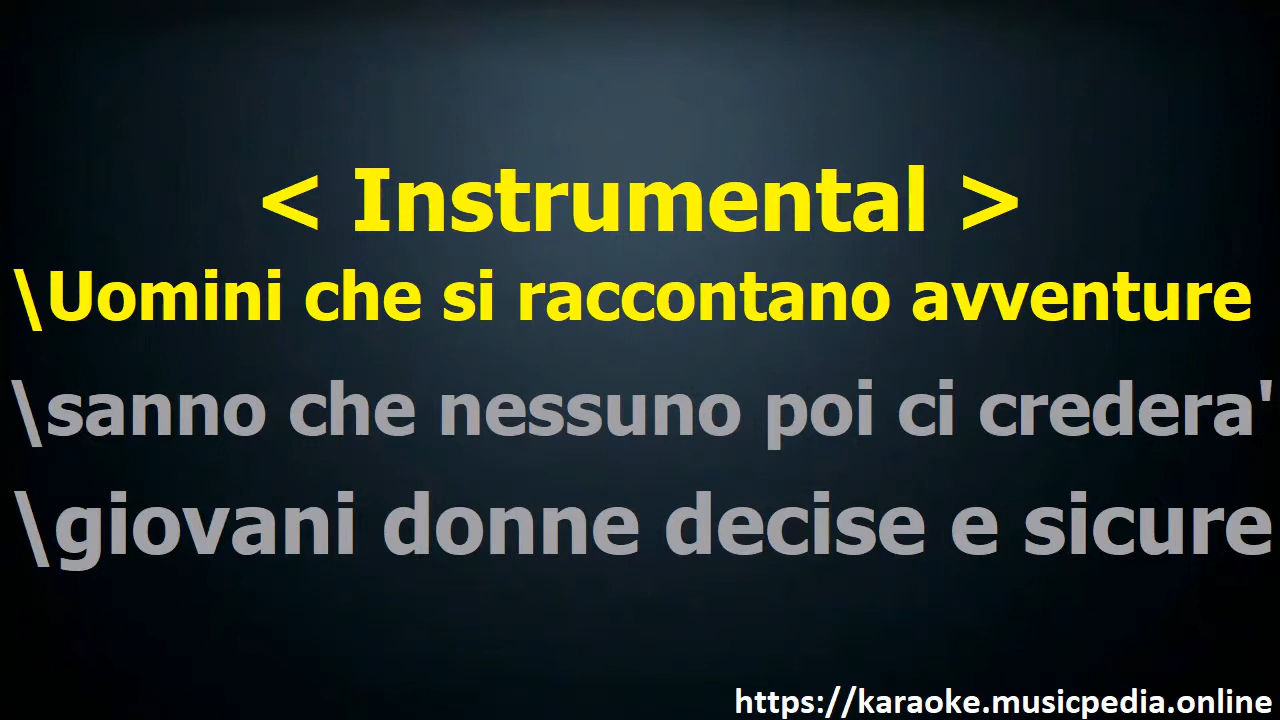 < Instrumental >
\Uomini che si raccontano avventure
\sanno che nessuno poi ci credera'
\giovani donne decise e sicure
https://karaoke.musicpedia.online